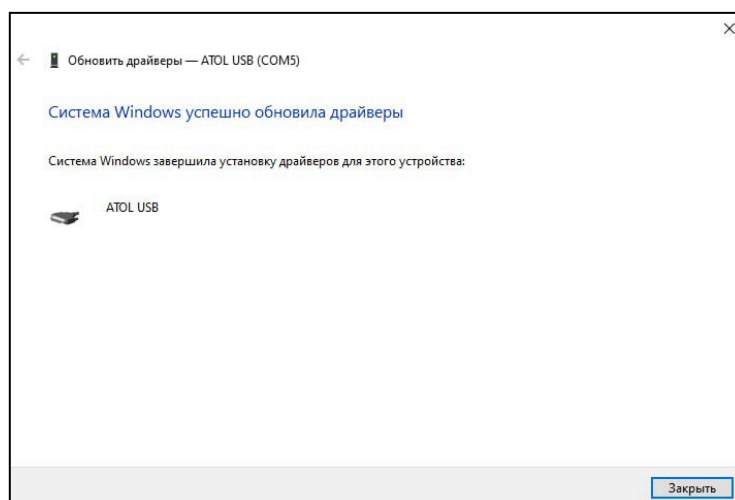 Обновить драйверы — ATOL USB (COM5)
Система Windows успешно обновила драйверы
Система Windows завершила установку драйверов для этого устройства:
ATOL USB
Закрыть